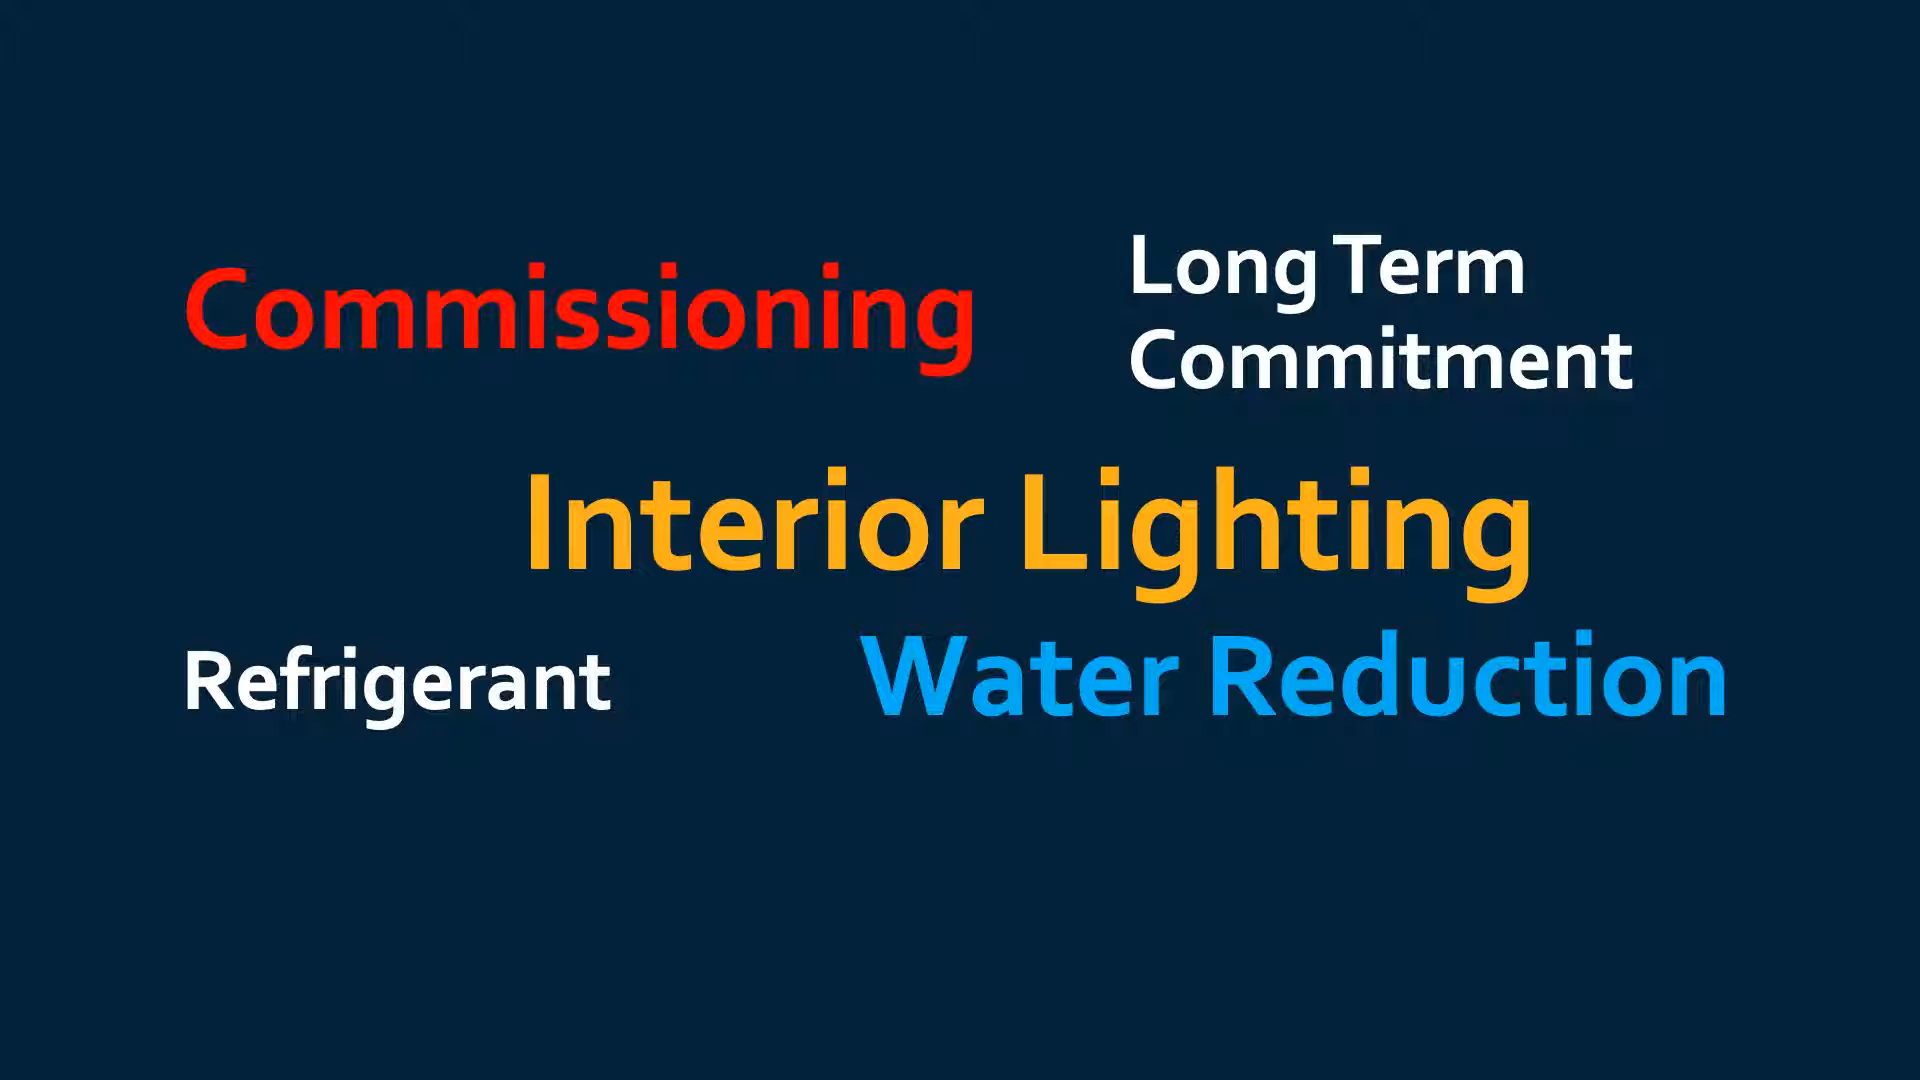 Commissioning
Long Term
Commitment
Interior Lighting
Refrigerant
Water Reduction